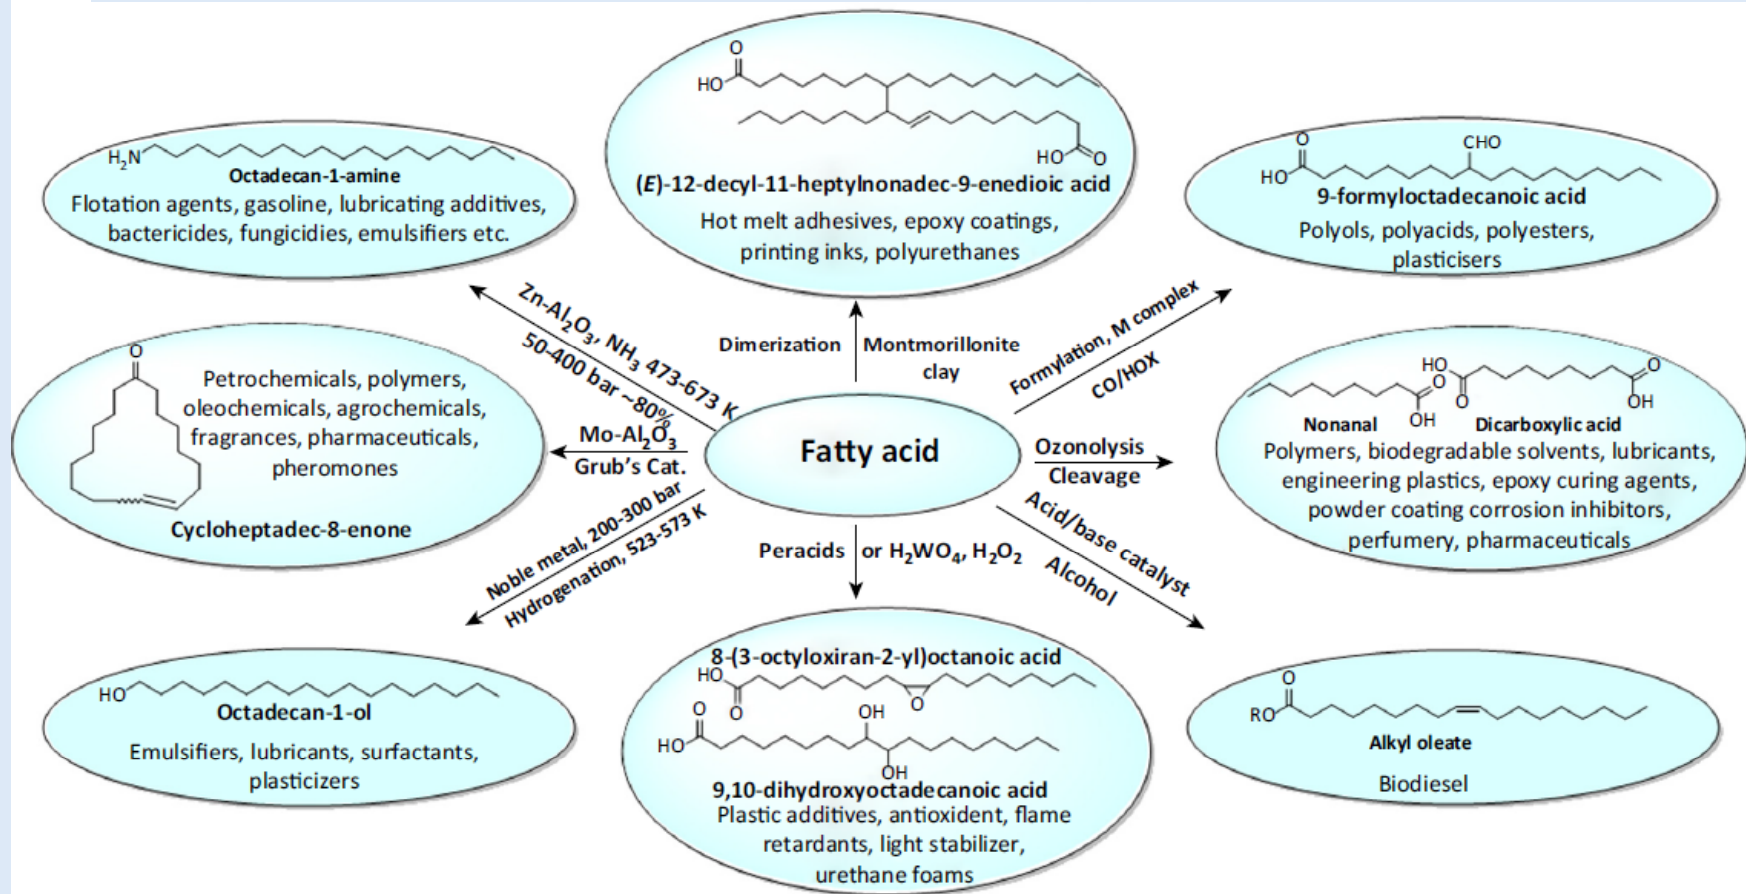 HO
O
O
HO
(E)-12-decyl-11-heptylnonadec-9-enedioic acid
Hot melt adhesives, epoxy coatings,
printing inks, polyurethanes
H2N
Octadecan-1-amine
Flotation agents, gasoline, lubricating additives,
bactericides, fungicidies, emulsifiers etc.
O
HO
CHO
9-formyloctadecanoic acid
Polyols, polyacids, polyesters,
plasticisers
Zn-Al2O3, NH3 473-673 K
50-400 bar ~80%
Dimerization
Montmorillonite
clay
Formylation, M complex
CO/HOX
O
Petrochemicals, polymers,
oleochemicals, agrochemicals,
fragrances, pharmaceuticals,
pheromones
Cycloheptadec-8-enone
Mo-Al2O3
Grub's Cat.
Fatty acid
Ozonolysis
Cleavage
O
OH
HO
O
O
OH
Nonanal
Dicarboxylic acid
Polymers, biodegradable solvents, lubricants,
engineering plastics, epoxy curing agents,
powder coating corrosion inhibitors,
perfumery, pharmaceuticals
Noble metal, 200-300 bar
Hydrogenation, 523-573 K
Peracids or H2WO4, H2O2
Acid/base catalyst
Alcohol
HO
Octadecan-1-ol
Emulsifiers, lubricants, surfactants,
plasticizers
8-(3-octyloxiran-2-yl)octanoic acid
HO
O
O
O
HO
OH
OH
9,10-dihydroxyoctadecanoic acid
Plastic additives, antioxident, flame
retardants, light stabilizer,
urethane foams
O
RO
Alkyl oleate
Biodiesel